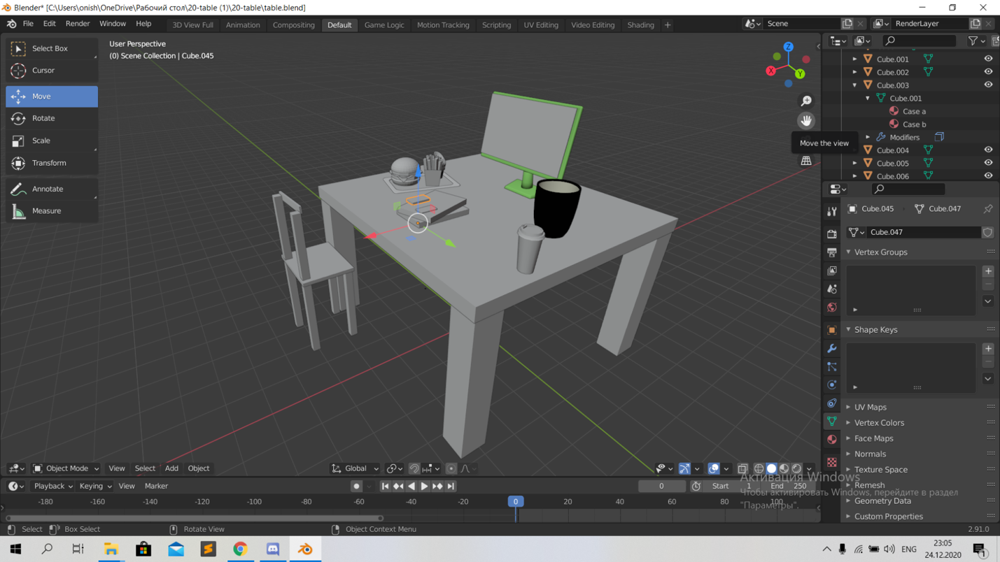 Blender* [C:\Users\onish\OneDrive\Рабочий стол\20-table (1)\20-table\table.blend]
File Edit Render Window Help 3D View Full Animation Compositing Default Game Logic Motion Tracking Scripting UV Editing Video Editing Shading + Scene RenderLayer
Select Box
Cursor
Move
Rotate
Scale
Transform
Annotate
Measure
User Perspective
(0) Scene Collection | Cube.045
Z
X
Y
Move the view
Cube.001
Cube.002
Cube.003
Cube.001
Case a
Case b
Modifiers
Cube.004
Cube.005
Cube.006
Cube.045 Cube.047
Cube.047
Vertex Groups
Shape Keys
UV Maps
Vertex Colors
Face Maps
Normals
Texture Space
Remesh
Geometry Data
Custom Properties
Object Mode View Select Add Object Global
Активация Windows
Чтобы активировать Windows, перейдите в раздел
"Параметры".
Playback Keying View Marker 0 Start 1 End 250
-180 -160 -140 -120 -100 -80 -60 -40 -20 0 20 40 60 80 100
Select Box Select Rotate View Object Context Menu 2.91.0
ENG
23:05
24.12.2020
1